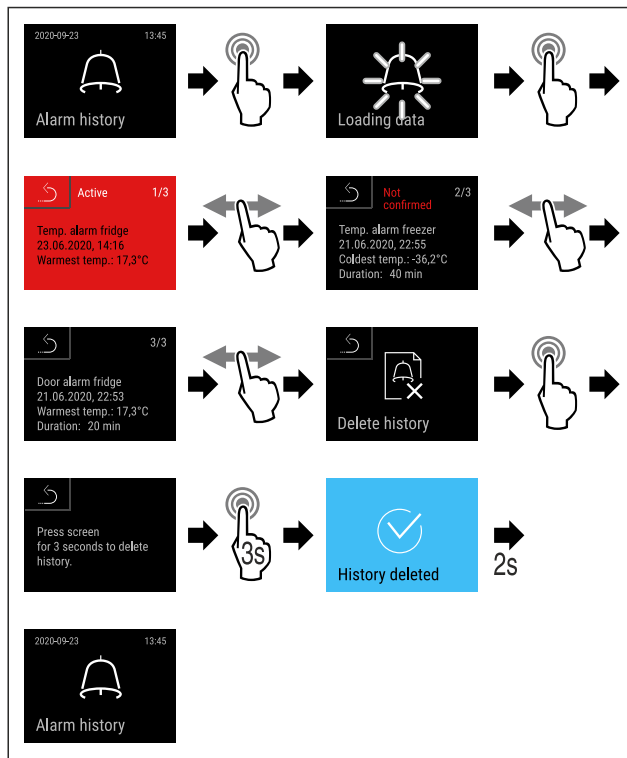 2020-09-23 13:45
Alarm history
Loading data
Active 1/3
Temp. alarm fridge
23.06.2020, 14:16
Warmest temp.: 17,3°C
Not
confirmed 2/3
Temp. alarm freezer
21.06.2020, 22:55
Coldest temp.: -36,2°C
Duration: 40 min
3/3
Door alarm fridge
21.06.2020, 22:53
Warmest temp.: 17,3°C
Duration: 20 min
Delete history
Press screen
for 3 seconds to delete
history.
3s
History deleted
2s
2020-09-23 13:45
Alarm history